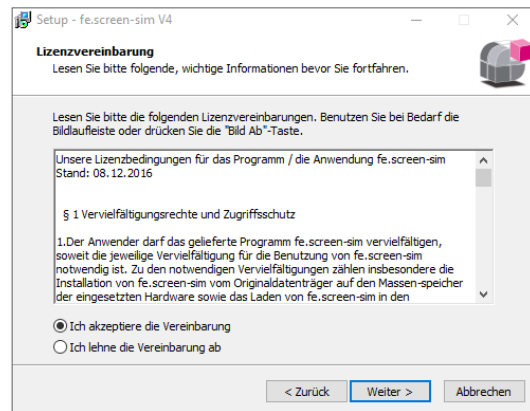 Setup - fe.screen-sim V4
Lizenzvereinbarung
Lesen Sie bitte folgende, wichtige Informationen bevor Sie fortfahren.
Lesen Sie bitte die folgenden Lizenzvereinbarungen. Benutzen Sie bei Bedarf die
Bildlaufleiste oder drücken Sie die "Bild Ab"-Taste.
Unsere Lizenzbedingungen für das Programm / die Anwendung fe.screen-sim
Stand: 08.12.2016
§ 1 Vervielfältigungsrechte und Zugriffsschutz
1.Der Anwender darf das gelieferte Programm fe.screen-sim vervielfältigen,
soweit die jeweilige Vervielfältigung für die Benutzung von fe.screen-sim
notwendig ist. Zu den notwendigen Vervielfältigungen zählen insbesondere die
Installation von fe.screen-sim vom Originaldatenträger auf den Massen-speicher
der eingesetzten Hardware sowie das Laden von fe.screen-sim in den
Ich akzeptiere die Vereinbarung
Ich lehne die Vereinbarung ab
< Zurück Weiter > Abbrechen